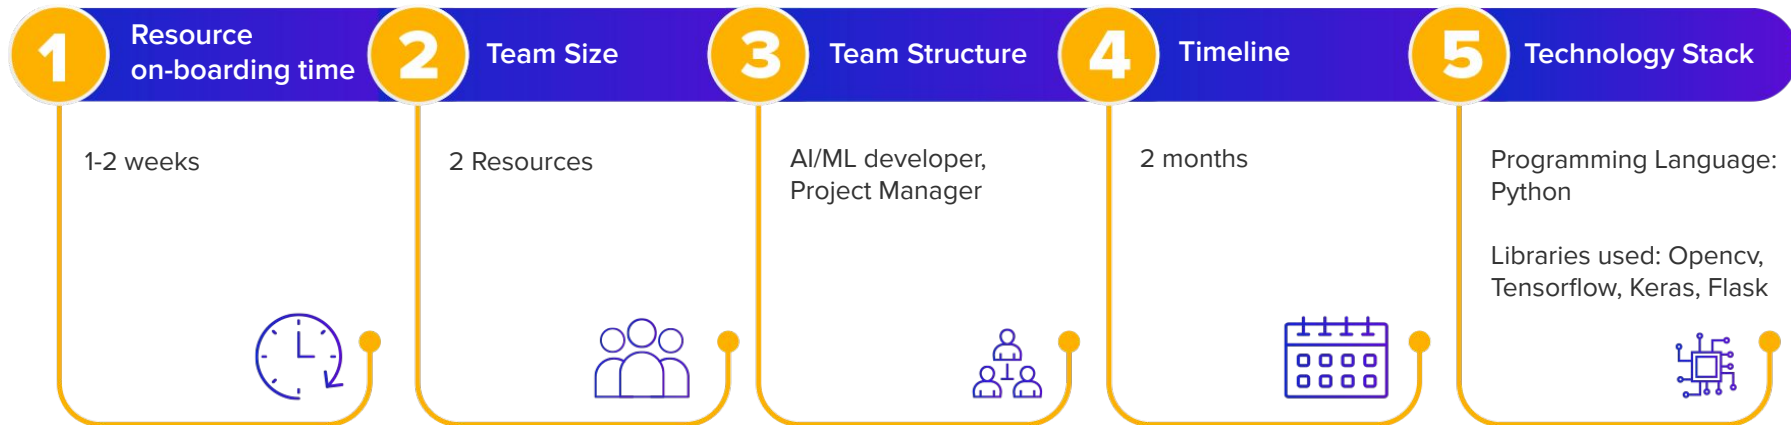 1
Resource
on-boarding time
1-2 weeks
2
Team Size
2 Resources
3
Team Structure
AI/ML developer,
Project Manager
4
Timeline
2 months
5
Technology Stack
Programming Language:
Python
Libraries used: Opencv,
Tensorflow, Keras, Flask